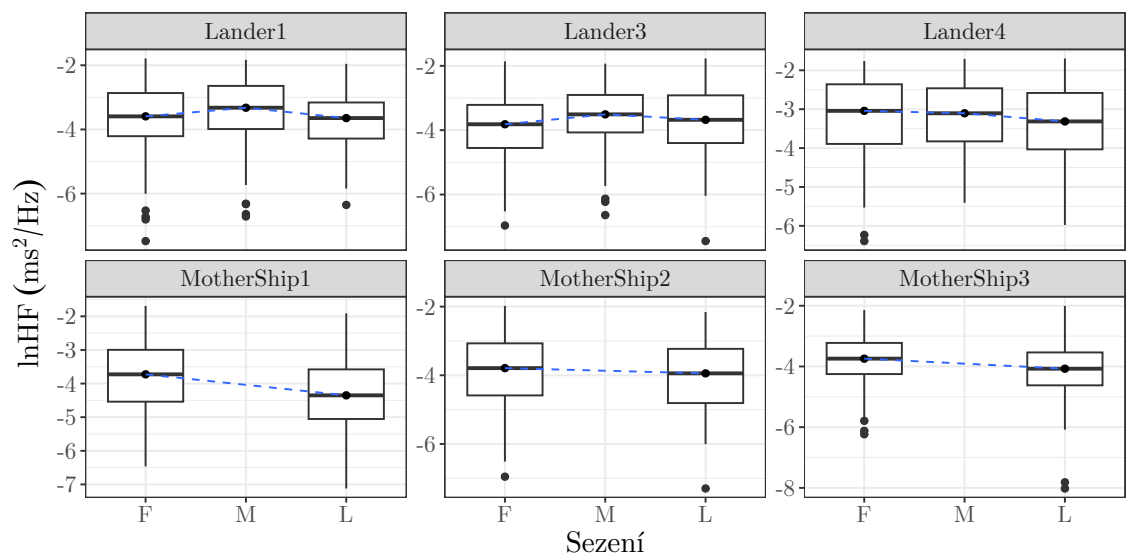 Lander1 Lander3 Lander4
-2 -4 -6
-2 -4 -6
-2 -3 -4 -5 -6
MotherShip1 MotherShip2 MotherShip3
-2 -3 -4 -5 -6 -7
-2 -4 -6
-2 -4 -6 -8
lnHF (ms²/Hz)
F M L F M L F M L
Sezení